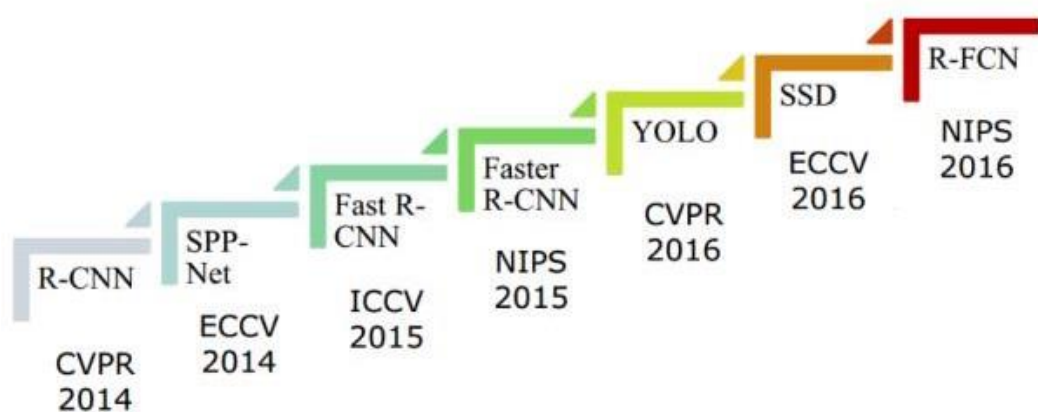 R-CNN
CVPR
2014
SPP-
Net
ECCV
2014
Fast R-
CNN
ICCV
2015
Faster
R-CNN
NIPS
2015
YOLO
CVPR
2016
SSD
ECCV
2016
R-FCN
NIPS
2016